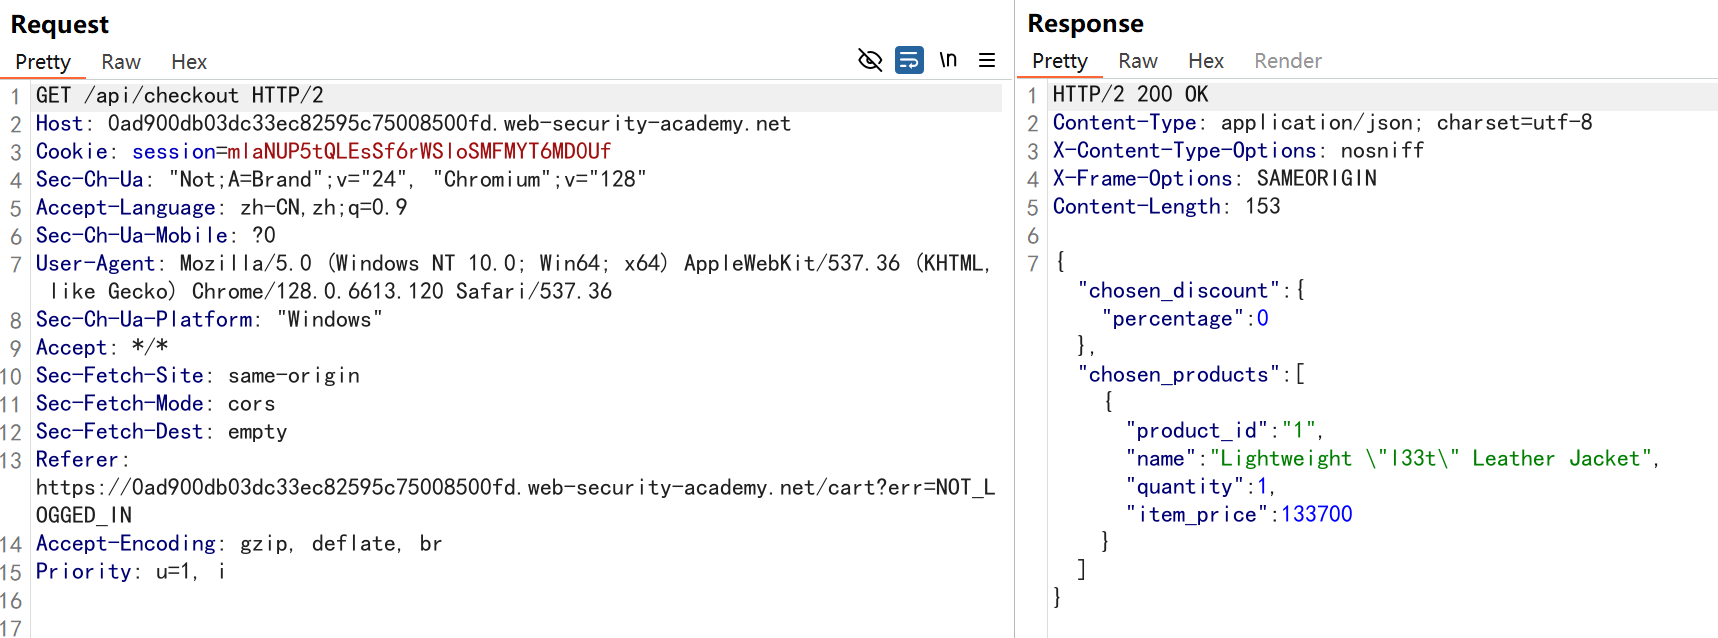 Request
Pretty Raw Hex
\n
1 GET /api/checkout HTTP/2
2 Host: 0ad900db03dc33ec82595c75008500fd.web-security-academy.net
3 Cookie: session=mlaNUP5tQLEsSf6rWSloSMFMYT6MD0Uf
4 Sec-Ch-Ua: "Not;A=Brand";v="24", "Chromium";v="128"
5 Accept-Language: zh-CN,zh;q=0.9
6 Sec-Ch-Ua-Mobile: ?0
7 User-Agent: Mozilla/5.0 (Windows NT 10.0; Win64; x64) AppleWebKit/537.36 (KHTML,
like Gecko) Chrome/128.0.6613.120 Safari/537.36
8 Sec-Ch-Ua-Platform: "Windows"
9 Accept: */*
10 Sec-Fetch-Site: same-origin
11 Sec-Fetch-Mode: cors
12 Sec-Fetch-Dest: empty
13 Referer:
https://0ad900db03dc33ec82595c75008500fd.web-security-academy.net/cart?err=NOT_L
OGGED_IN
14 Accept-Encoding: gzip, deflate, br
15 Priority: u=1, i
16
17
Response
Pretty Raw Hex Render
1 HTTP/2 200 OK
2 Content-Type: application/json; charset=utf-8
3 X-Content-Type-Options: nosniff
4 X-Frame-Options: SAMEORIGIN
5 Content-Length: 153
6
7 {
"chosen_discount":{
"percentage":0
},
"chosen_products":[
{
"product_id":"1",
"name":"Lightweight \"l33t\" Leather Jacket",
"quantity":1,
"item_price":133700
}
]
}